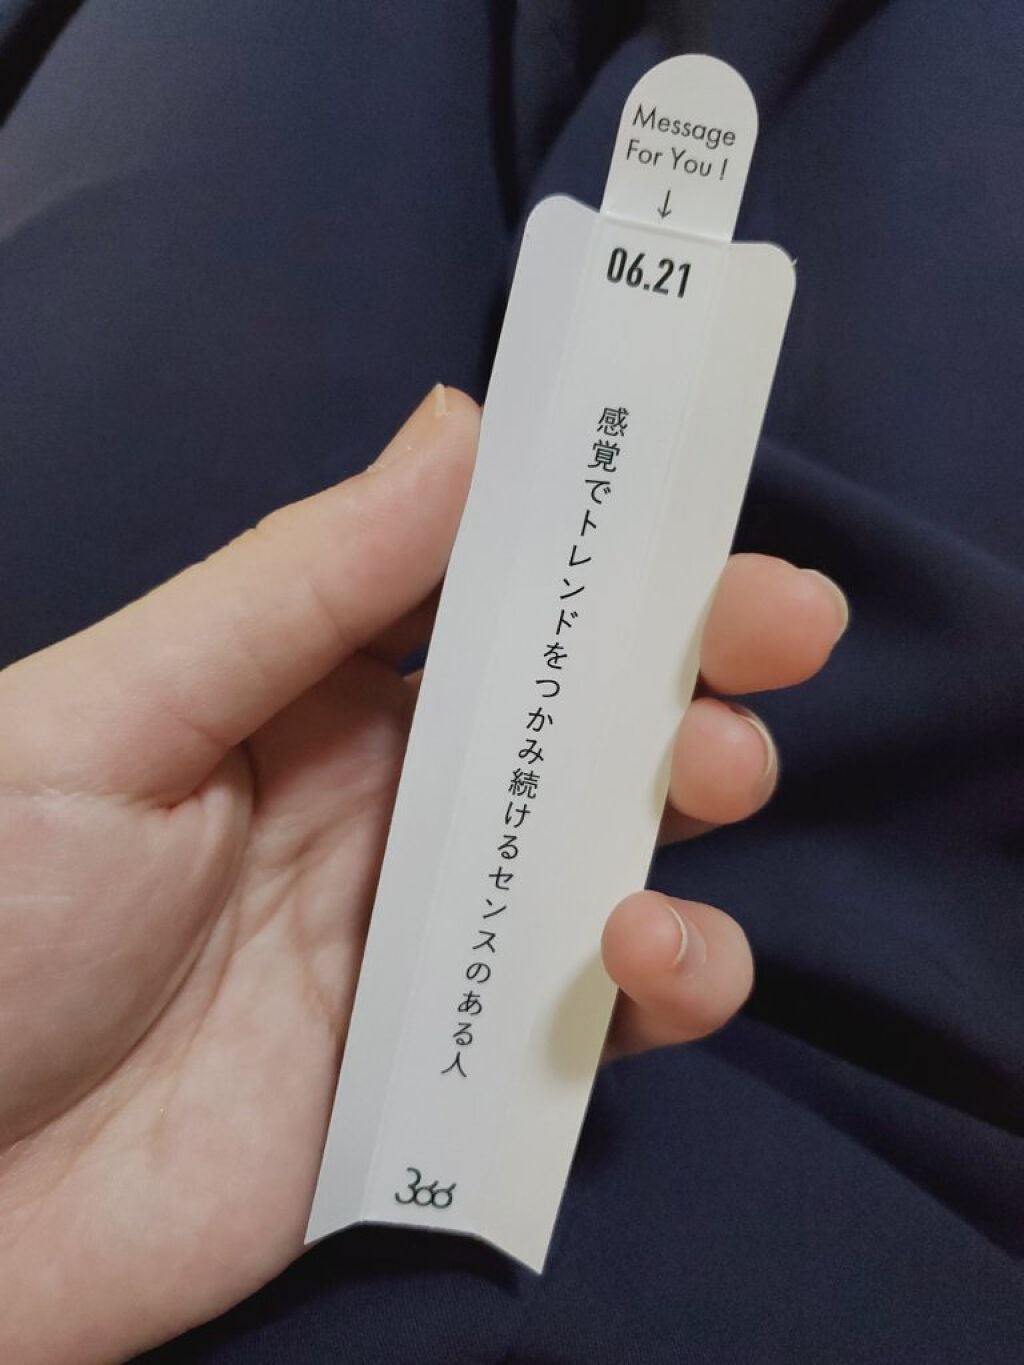 Message
For You !
↓
06.21
感覚でトレンドをつかみ続けるセンスのある人
366